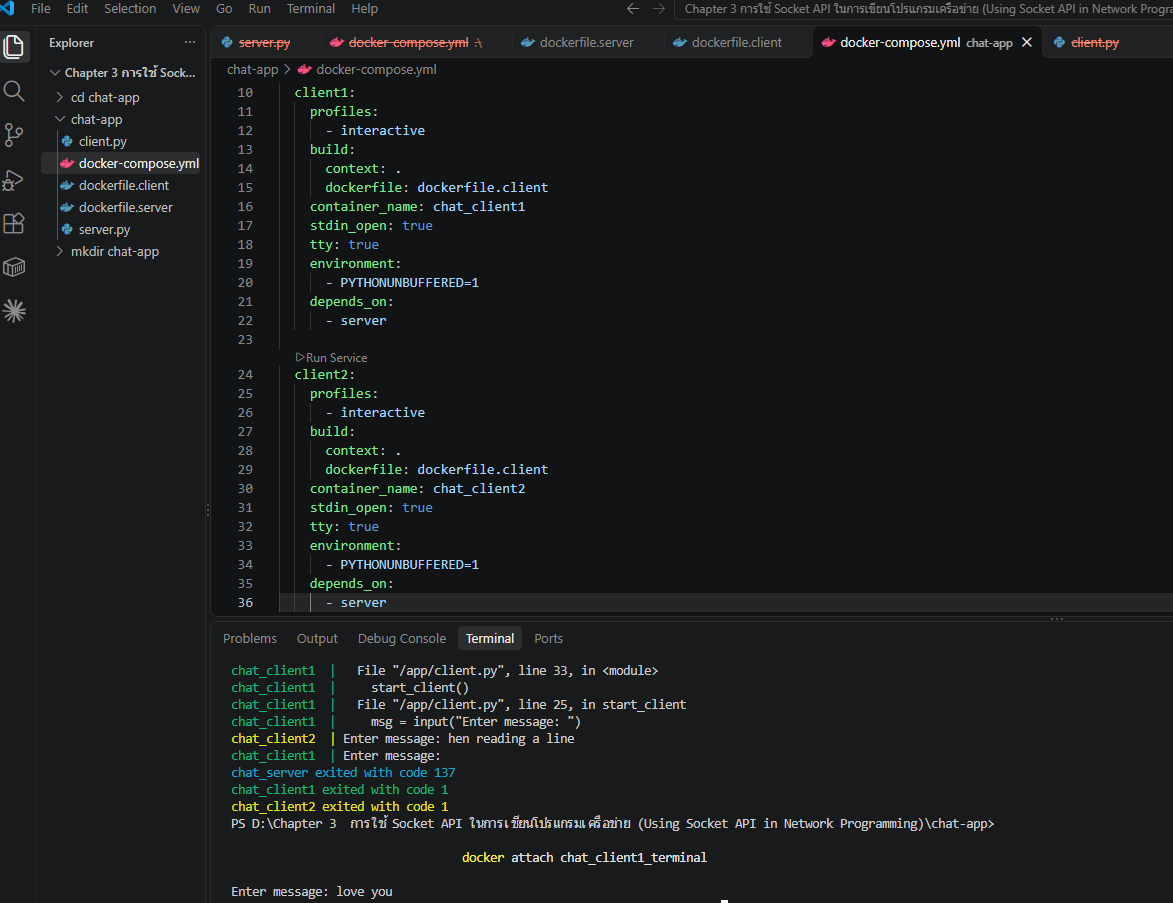 File Edit Selection View Go Run Terminal Help
Chapter 3 การใช้ Socket API ในการเขียนโปรแกรมเครือข่าย (Using Socket API in Network Progra
Explorer
Chapter 3 การใช้ Sock...
cd chat-app
chat-app
client.py
docker-compose.yml
dockerfile.client
dockerfile.server
server.py
mkdir chat-app
server.py docker-compose.yml .\ dockerfile.server dockerfile.client docker-compose.yml chat-app client.py
chat-app > docker-compose.yml
10 client1:
11 profiles:
12 - interactive
13 build:
14 context: .
15 dockerfile: dockerfile.client
16 container_name: chat_client1
17 stdin_open: true
18 tty: true
19 environment:
20 - PYTHONUNBUFFERED=1
21 depends_on:
22 - server
23
Run Service
24 client2:
25 profiles:
26 - interactive
27 build:
28 context: .
29 dockerfile: dockerfile.client
30 container_name: chat_client2
31 stdin_open: true
32 tty: true
33 environment:
34 - PYTHONUNBUFFERED=1
35 depends_on:
36 - server
Problems Output Debug Console Terminal Ports
chat_client1 | File "/app/client.py", line 33, in <module>
chat_client1 | start_client()
chat_client1 | File "/app/client.py", line 25, in start_client
chat_client1 | msg = input("Enter message: ")
chat_client2 | Enter message: hen reading a line
chat_client1 | Enter message:
chat_server exited with code 137
chat_client1 exited with code 1
chat_client2 exited with code 1
PS D:\Chapter 3 การใช้ Socket API ในการเขียนโปรแกรมเครือข่าย (Using Socket API in Network Programming)\chat-app>
docker attach chat_client1_terminal
Enter message: love you